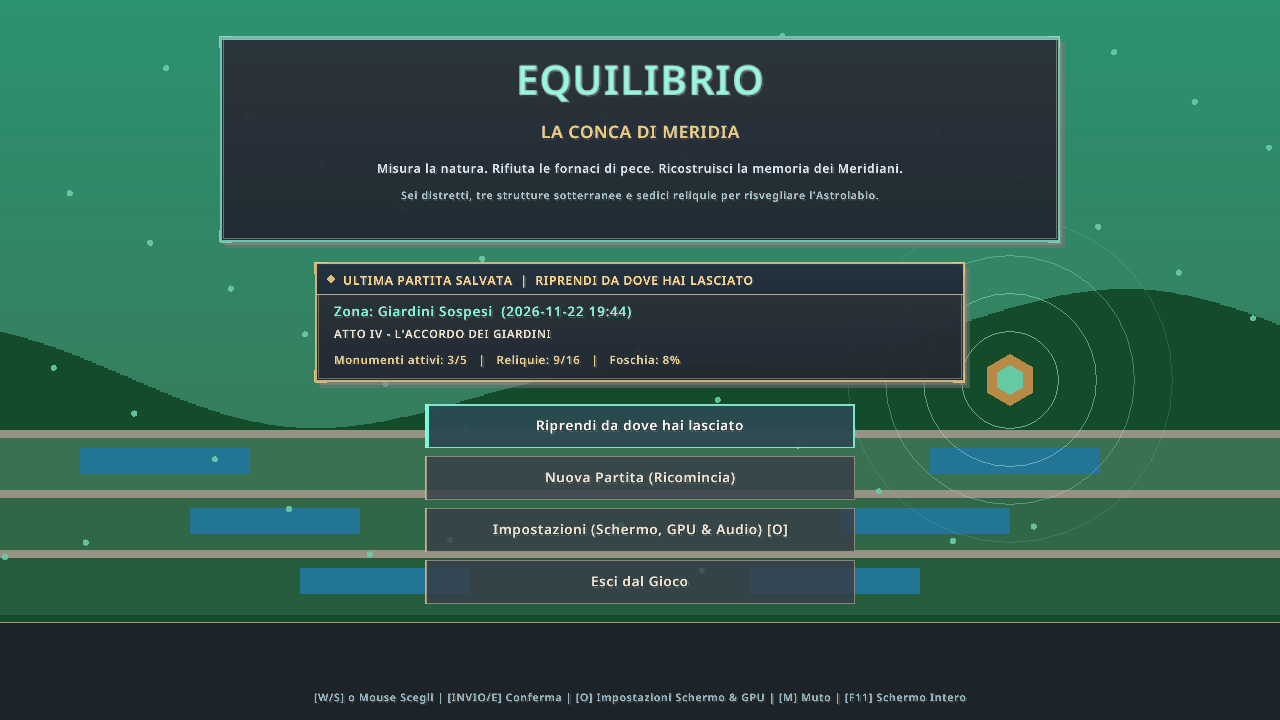 EQUILIBRIO
LA CONCA DI MERIDIA
Misura la natura. Rifiuta le fornaci di pece. Ricostruisci la memoria dei Meridiani.
Sei distretti, tre strutture sotterranee e sedici reliquie per risvegliare l'Astrolabio.
ULTIMA PARTITA SALVATA | RIPRENDI DA DOVE HAI LASCIATO
Zona: Giardini Sospesi (2026-11-22 19:44)
ATTO IV - L'ACCORDO DEI GIARDINI
Monumenti attivi: 3/5 | Reliquie: 9/16 | Foschia: 8%
Riprendi da dove hai lasciato
Nuova Partita (Ricomincia)
Impostazioni (Schermo, GPU & Audio) [O]
Esci dal Gioco
[W/S] o Mouse Scegli | [INVIO/E] Conferma | [O] Impostazioni Schermo & GPU | [M] Muto | [F11] Schermo Intero